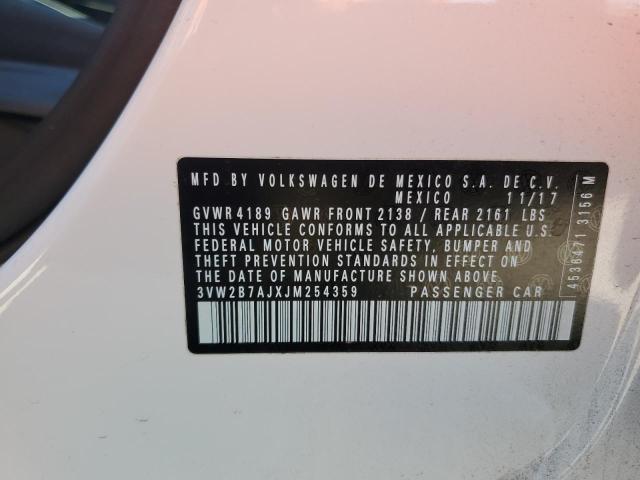 MFD BY VOLKSWAGEN DE MEXICO S.A. DE C.V.
MEXICO 11/17
GVWR 4189 GAWR FRONT 2138 / REAR 2161 LBS
THIS VEHICLE CONFORMS TO ALL APPLICABLE U.S.
FEDERAL MOTOR VEHICLE SAFETY, BUMPER AND
THEFT PREVENTION STANDARDS IN EFFECT ON
THE DATE OF MANUFACTURE SHOWN ABOVE.
3VW2B7AJXJM254359 PASSENGER CAR
4536471 3156 M